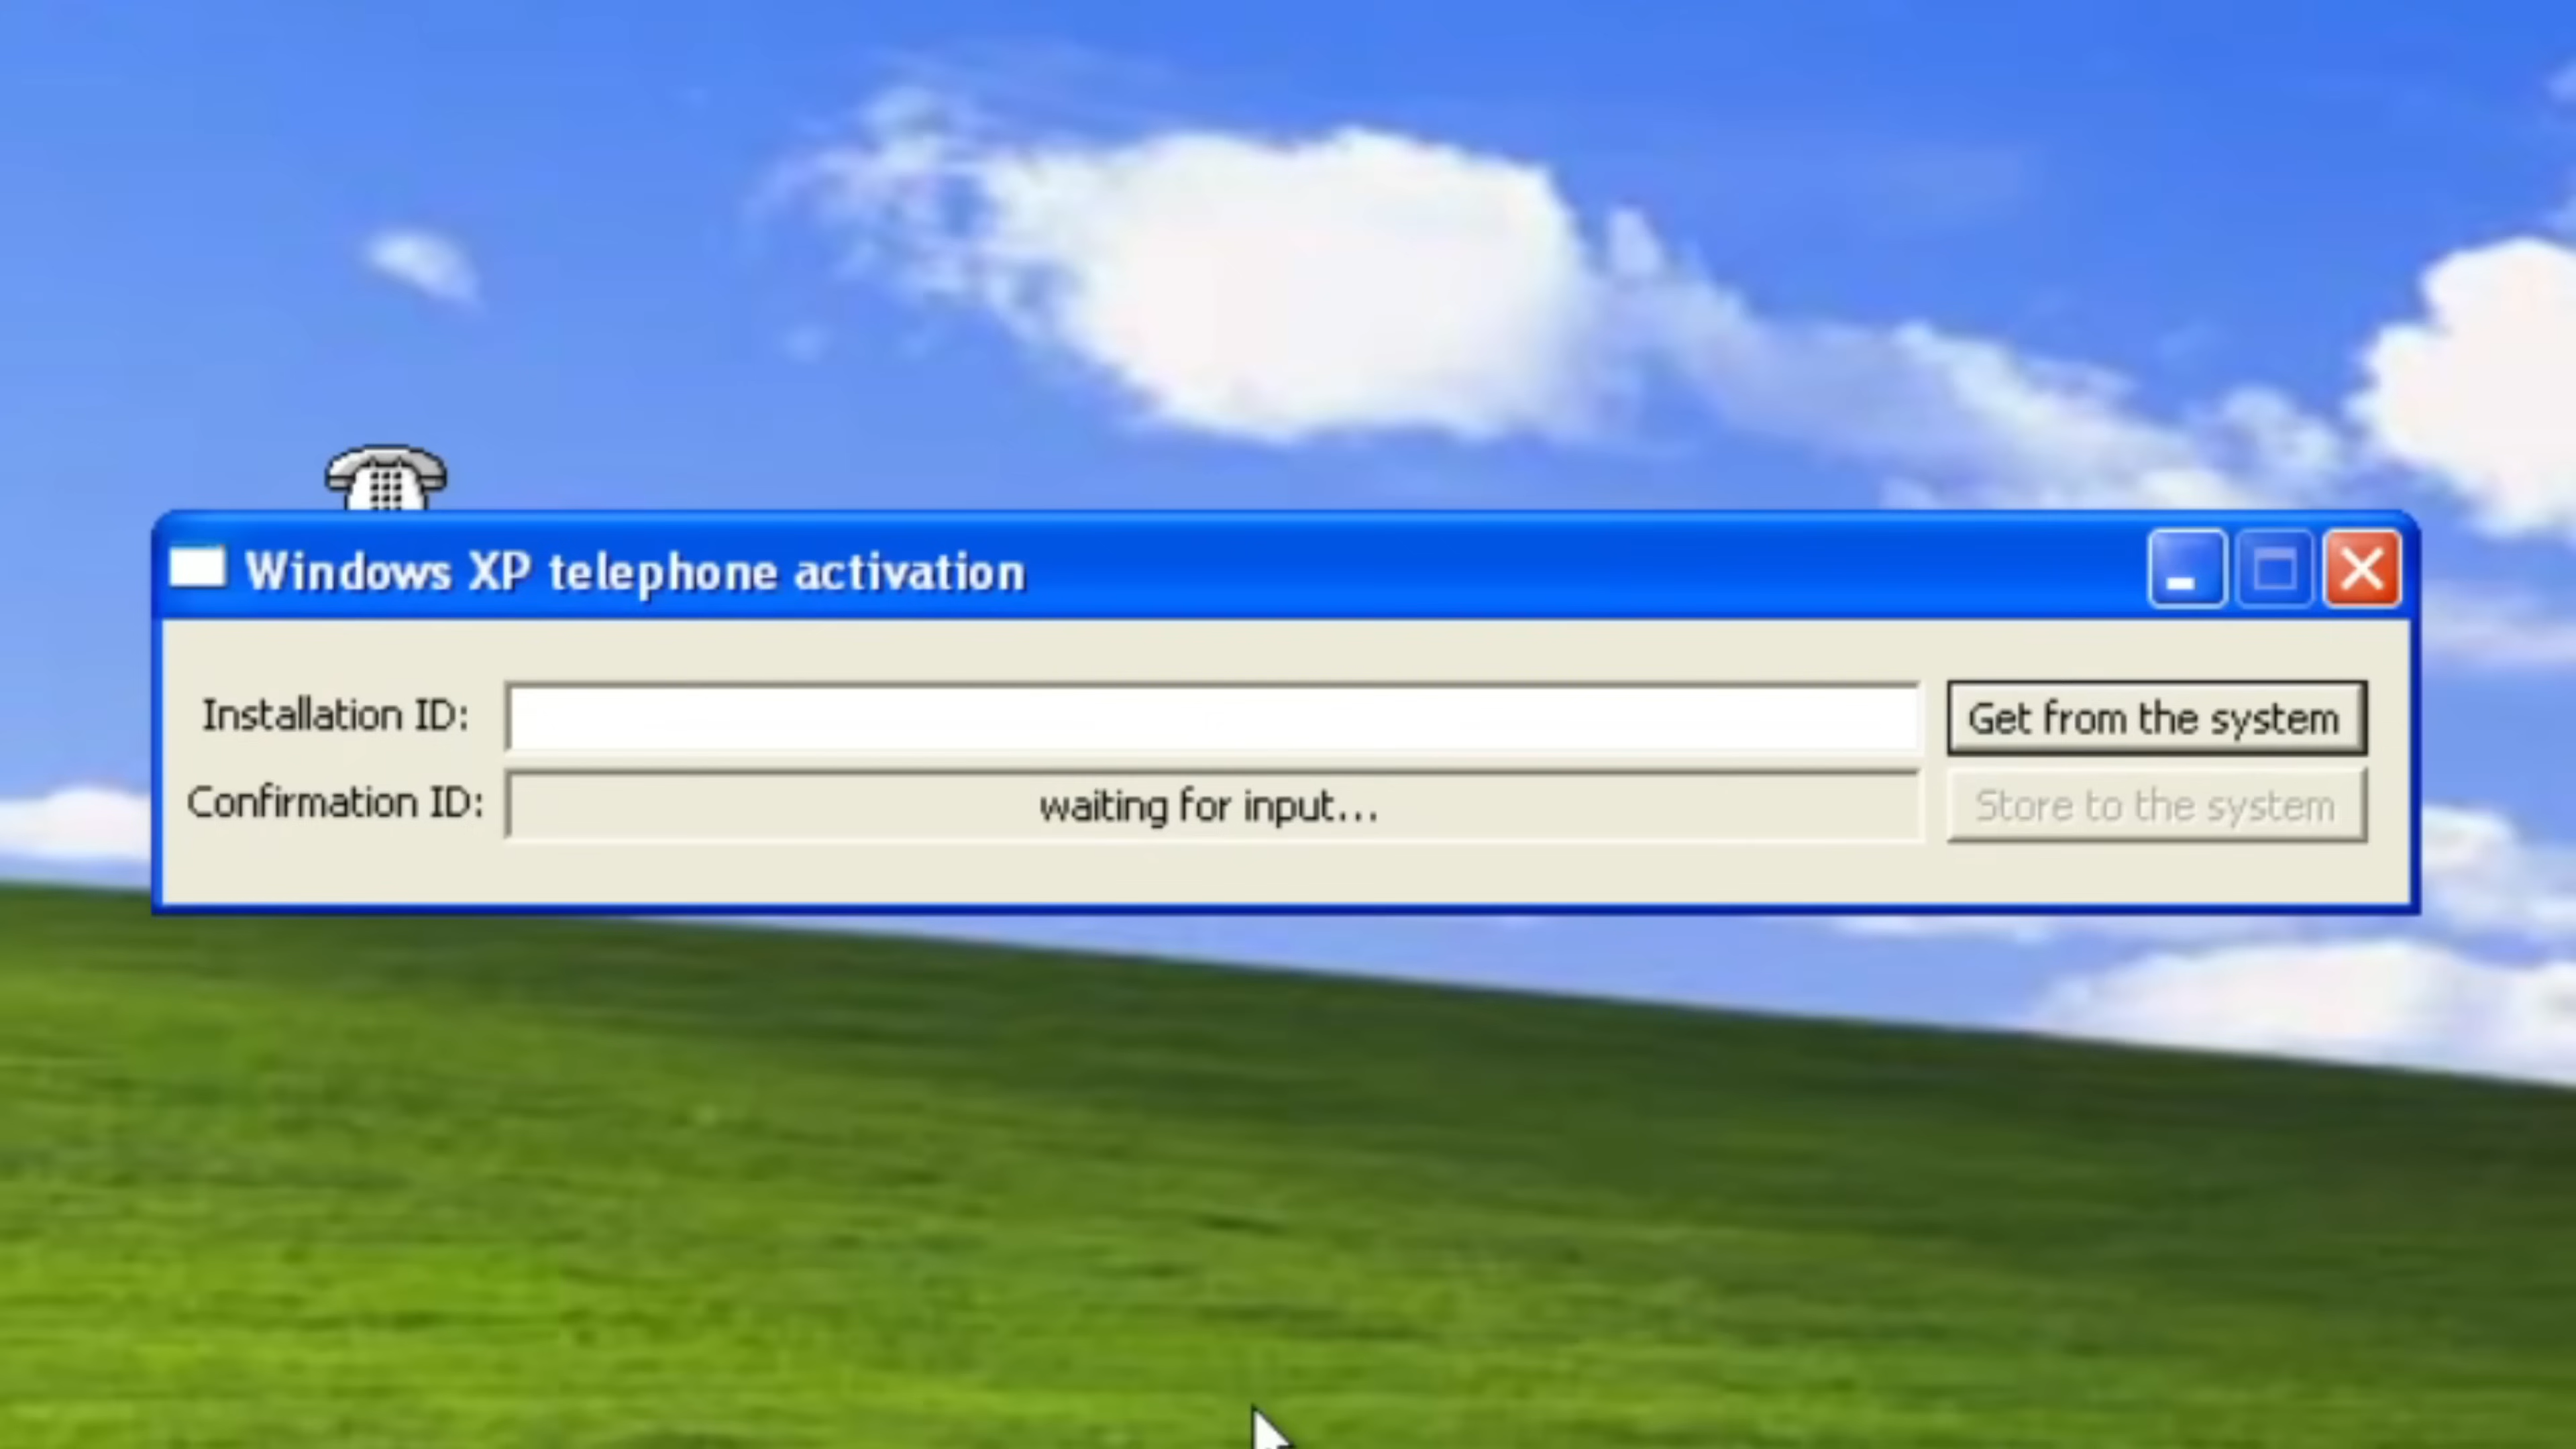 Windows XP telephone activation
Installation ID:
Get from the system
Confirmation ID:
waiting for input...
Store to the system